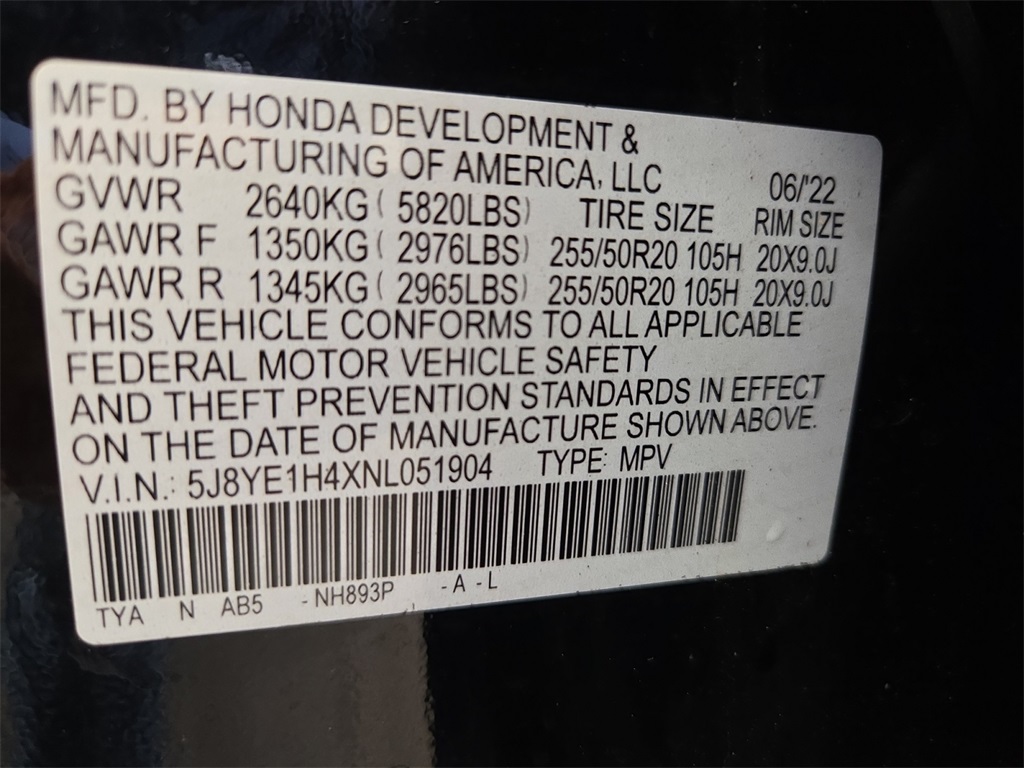 MFD. BY HONDA DEVELOPMENT &
MANUFACTURING OF AMERICA, LLC 06/'22
GVWR 2640KG ( 5820LBS) TIRE SIZE RIM SIZE
GAWR F 1350KG ( 2976LBS) 255/50R20 105H 20X9.0J
GAWR R 1345KG ( 2965LBS) 255/50R20 105H 20X9.0J
THIS VEHICLE CONFORMS TO ALL APPLICABLE
FEDERAL MOTOR VEHICLE SAFETY
AND THEFT PREVENTION STANDARDS IN EFFECT
ON THE DATE OF MANUFACTURE SHOWN ABOVE.
V.I.N.: 5J8YE1H4XNL051904 TYPE: MPV
TYA N AB5 -NH893P -A -L